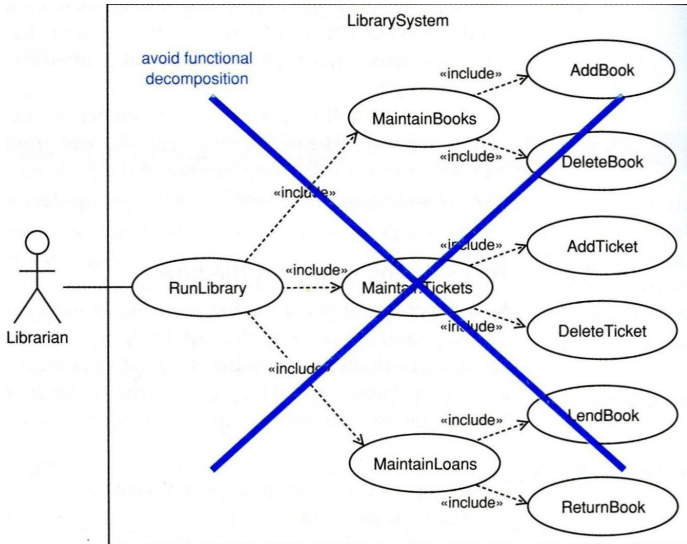 LibrarySystem
avoid functional
decomposition
«include»
AddBook
MaintainBooks
«include»
DeleteBook
«include»
«include»
AddTicket
Librarian
RunLibrary
«include»
MaintainTickets
«include»
DeleteTicket
«include»
«include»
LendBook
MaintainLoans
«include»
ReturnBook